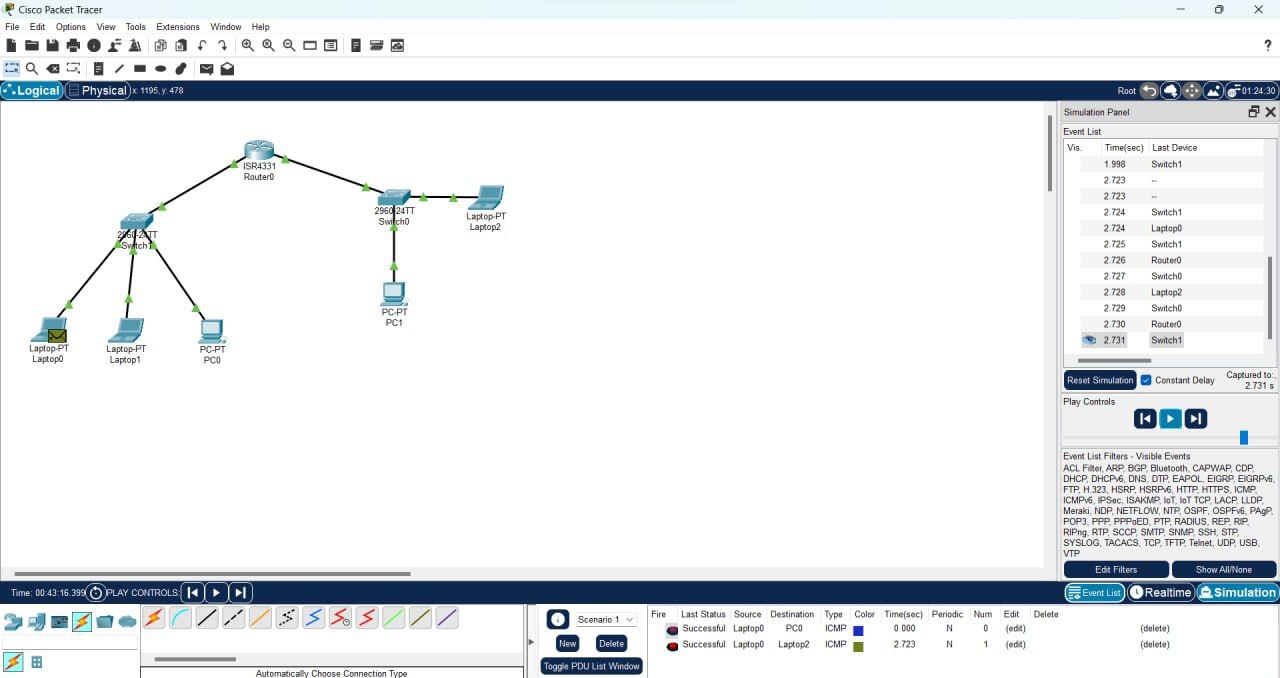 Cisco Packet Tracer
File Edit Options View Tools Extensions Window Help
?
Logical Physical x: 1195, y: 478
Root 01:24:30
ISR4331
Router0
2960-24TT
Switch1
2960-24TT
Switch0
Laptop-PT
Laptop2
PC-PT
PC1
Laptop-PT
Laptop0
Laptop-PT
Laptop1
PC-PT
PC0
Simulation Panel
Event List
Vis. Time(sec) Last Device
1.998 Switch1
2.723 --
2.723 --
2.724 Switch1
2.724 Laptop0
2.725 Switch1
2.726 Router0
2.727 Switch0
2.728 Laptop2
2.729 Switch0
2.730 Router0
2.731 Switch1
Reset Simulation Constant Delay Captured to:
2.731 s
Play Controls
Event List Filters - Visible Events
ACL Filter, ARP, BGP, Bluetooth, CAPWAP, CDP,
DHCP, DHCPv6, DNS, DTP, EAPOL, EIGRP, EIGRPv6,
FTP, H.323, HSRP, HSRPv6, HTTP, HTTPS, ICMP,
ICMPv6, IPSec, ISAKMP, IoT, IoT TCP, LACP, LLDP,
Meraki, NDP, NETFLOW, NTP, OSPF, OSPFv6, PAgP,
POP3, PPP, PPPoED, PTP, RADIUS, REP, RIP,
RIPng, RTP, SCCP, SMTP, SNMP, SSH, STP,
SYSLOG, TACACS, TCP, TFTP, Telnet, UDP, USB,
VTP
Edit Filters Show All/None
Time: 00:43:16.399 PLAY CONTROLS:
Event List Realtime Simulation
Automatically Choose Connection Type
Scenario 1
New Delete
Toggle PDU List Window
Fire Last Status Source Destination Type Color Time(sec) Periodic Num Edit Delete
Successful Laptop0 PC0 ICMP 0.000 N 0 (edit) (delete)
Successful Laptop0 Laptop2 ICMP 2.723 N 1 (edit) (delete)